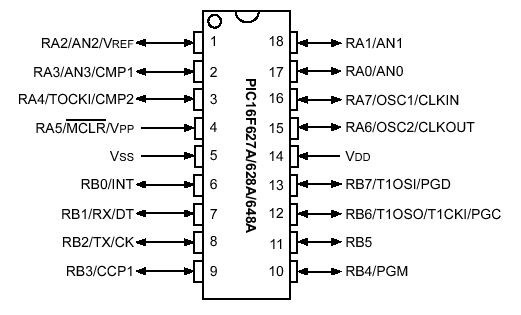 RA2/AN2/VREF 1 18 RA1/AN1
RA3/AN3/CMP1 2 17 RA0/AN0
RA4/TOCKI/CMP2 3 16 RA7/OSC1/CLKIN
RA5/MCLR/VPP 4 15 RA6/OSC2/CLKOUT
VSS 5 14 VDD
RB0/INT 6 13 RB7/T1OSI/PGD
RB1/RX/DT 7 12 RB6/T1OSO/T1CKI/PGC
RB2/TX/CK 8 11 RB5
RB3/CCP1 9 10 RB4/PGM
PIC16F627A/628A/648A